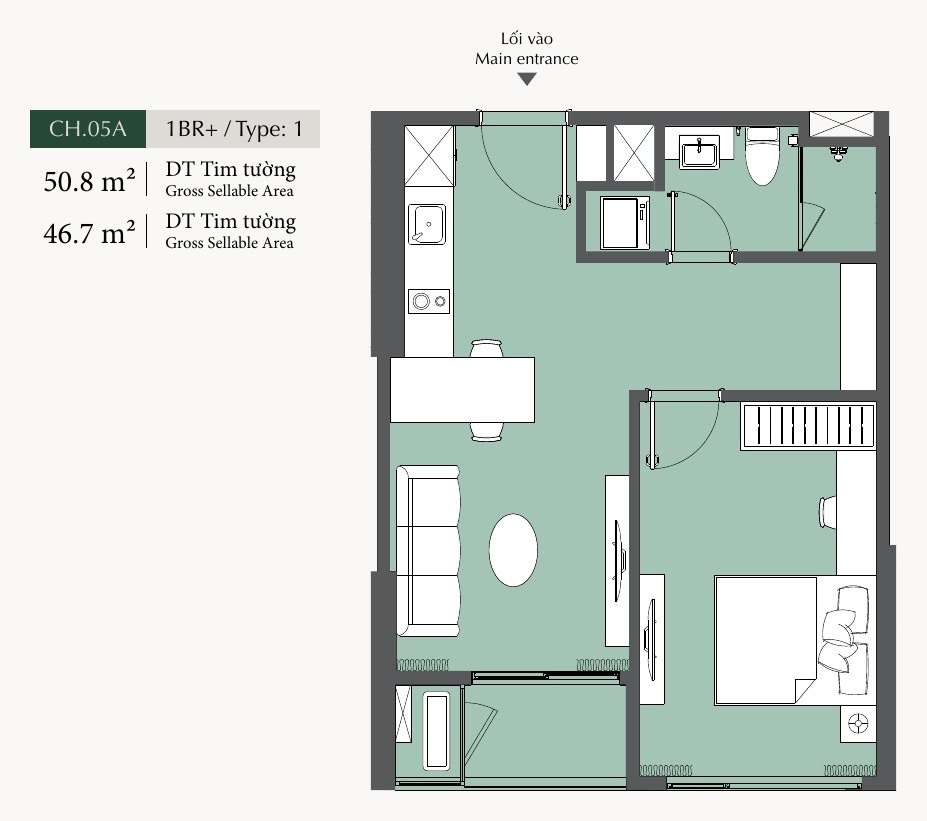 Lối vào
Main entrance
CH.05A
1BR+ / Type: 1
50.8 m² DT Tim tường
Gross Sellable Area
46.7 m² DT Tim tường
Gross Sellable Area